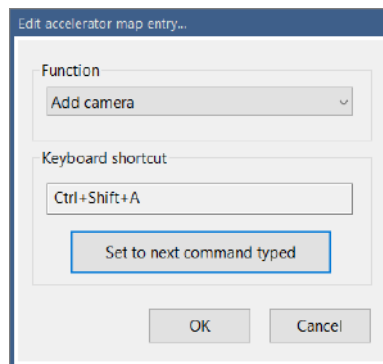 Edit accelerator map entry...
Function
Add camera
Keyboard shortcut
Ctrl+Shift+A
Set to next command typed
OK
Cancel